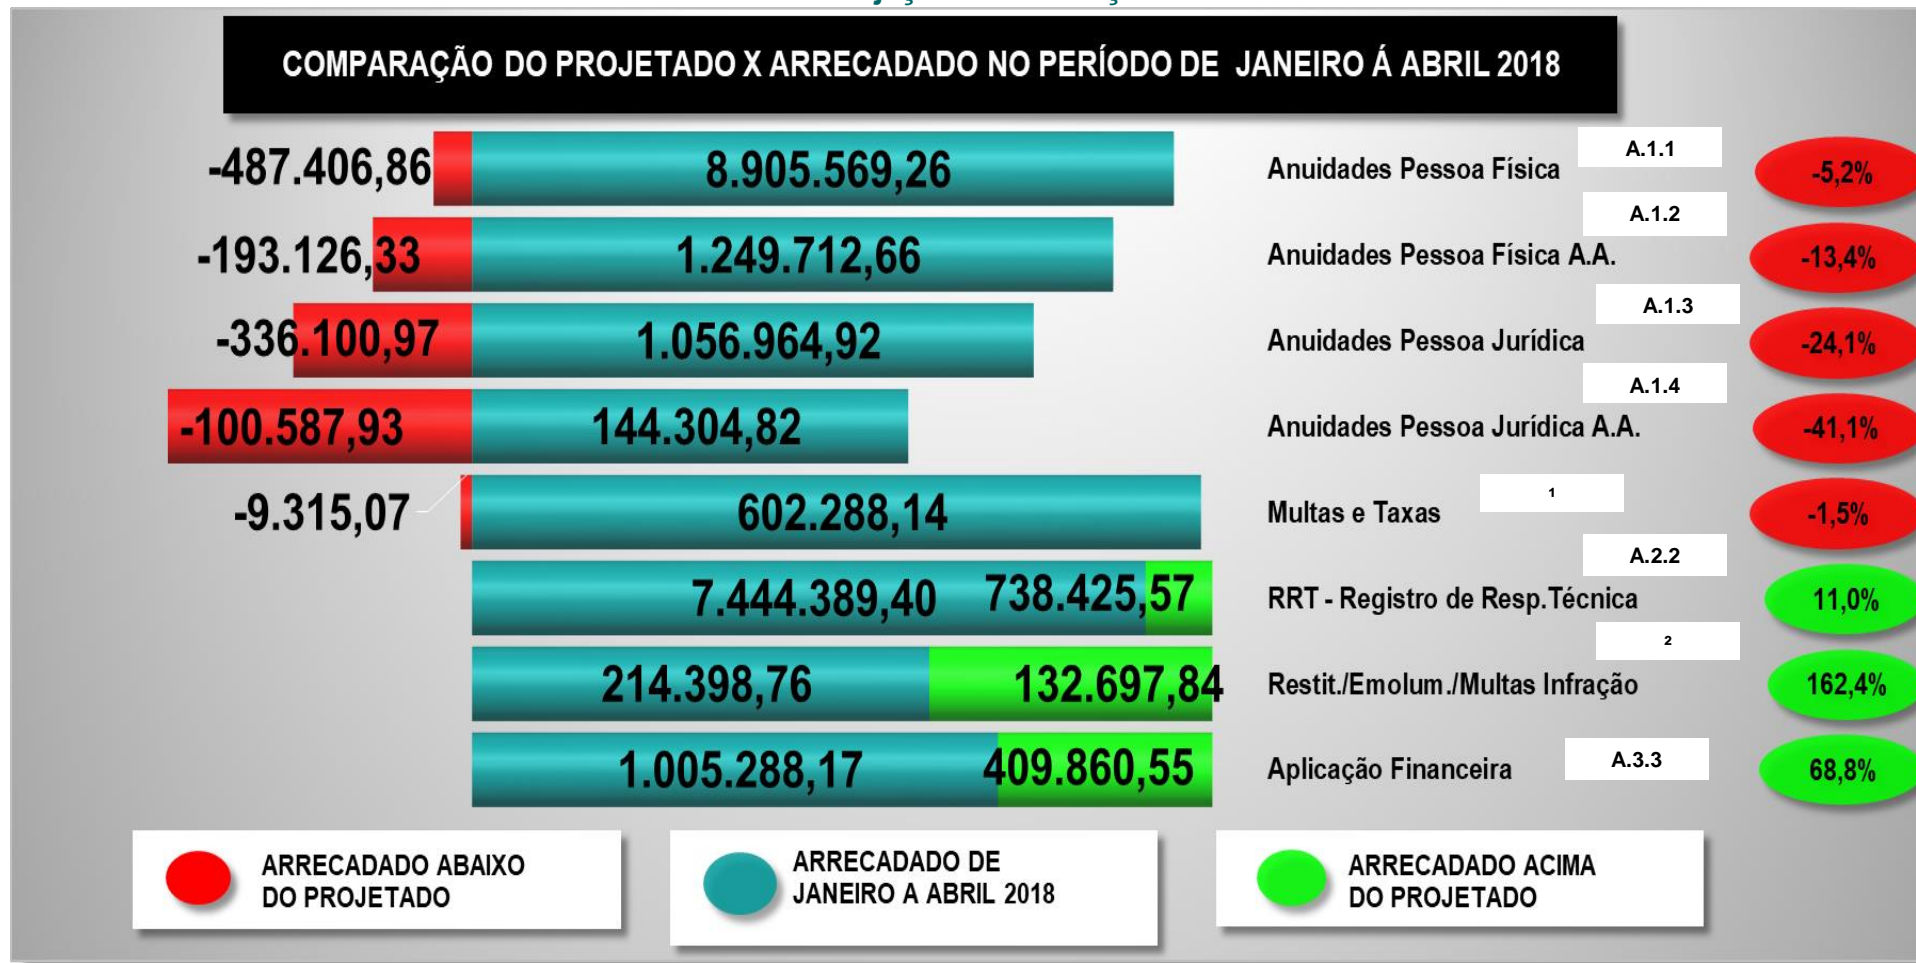 COMPARAÇÃO DO PROJETADO X ARRECADADO NO PERÍODO DE JANEIRO Á ABRIL 2018
-487.406,86 8.905.569,26 Anuidades Pessoa Física A.1.1 -5,2%
-193.126,33 1.249.712,66 Anuidades Pessoa Física A.A. A.1.2 -13,4%
-336.100,97 1.056.964,92 Anuidades Pessoa Jurídica A.1.3 -24,1%
-100.587,93 144.304,82 Anuidades Pessoa Jurídica A.A. A.1.4 -41,1%
-9.315,07 602.288,14 Multas e Taxas ¹ -1,5%
7.444.389,40 738.425,57 RRT - Registro de Resp.Técnica A.2.2 11,0%
214.398,76 132.697,84 Restit./Emolum./Multas Infração ² 162,4%
1.005.288,17 409.860,55 Aplicação Financeira A.3.3 68,8%
ARRECADADO ABAIXO
DO PROJETADO
ARRECADADO DE
JANEIRO A ABRIL 2018
ARRECADADO ACIMA
DO PROJETADO